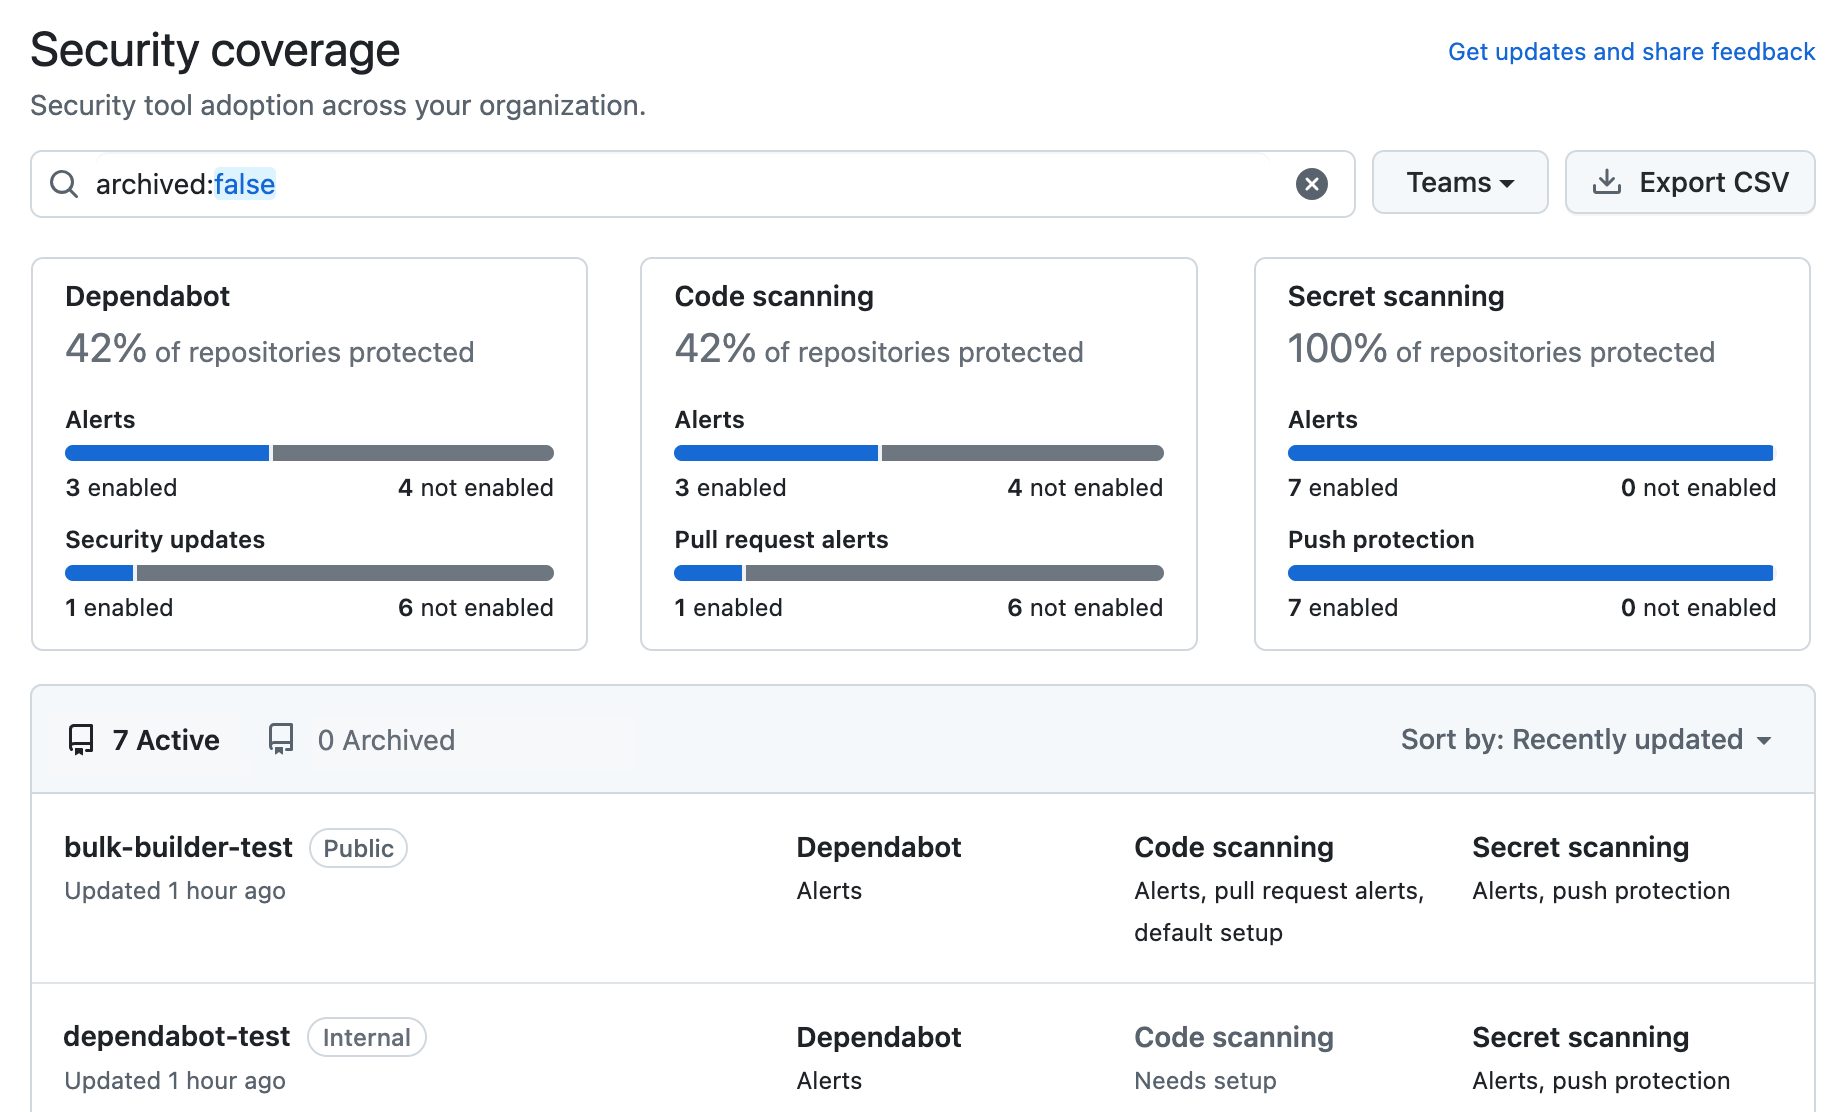 Security coverage
Get updates and share feedback
Security tool adoption across your organization.
archived:false
Teams
Export CSV
Dependabot
42% of repositories protected
Alerts
3 enabled
4 not enabled
Security updates
1 enabled
6 not enabled
Code scanning
42% of repositories protected
Alerts
3 enabled
4 not enabled
Pull request alerts
1 enabled
6 not enabled
Secret scanning
100% of repositories protected
Alerts
7 enabled
0 not enabled
Push protection
7 enabled
0 not enabled
7 Active
0 Archived
Sort by: Recently updated
bulk-builder-test
Public
Updated 1 hour ago
Dependabot
Alerts
Code scanning
Alerts, pull request alerts,
default setup
Secret scanning
Alerts, push protection
dependabot-test
Internal
Updated 1 hour ago
Dependabot
Alerts
Code scanning
Needs setup
Secret scanning
Alerts, push protection